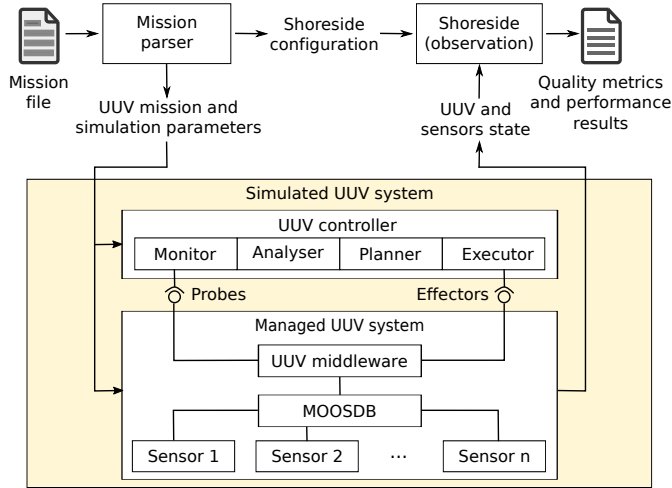 Mission
parser
Shoreside
configuration
Shoreside
(observation)
Mission
file
Quality metrics
and performance
results
UUV mission and
simulation parameters
UUV and
sensors state
Simulated UUV system
UUV controller
Monitor
Analyser
Planner
Executor
Probes
Effectors
Managed UUV system
UUV middleware
MOOSDB
Sensor 1
Sensor 2
...
Sensor n